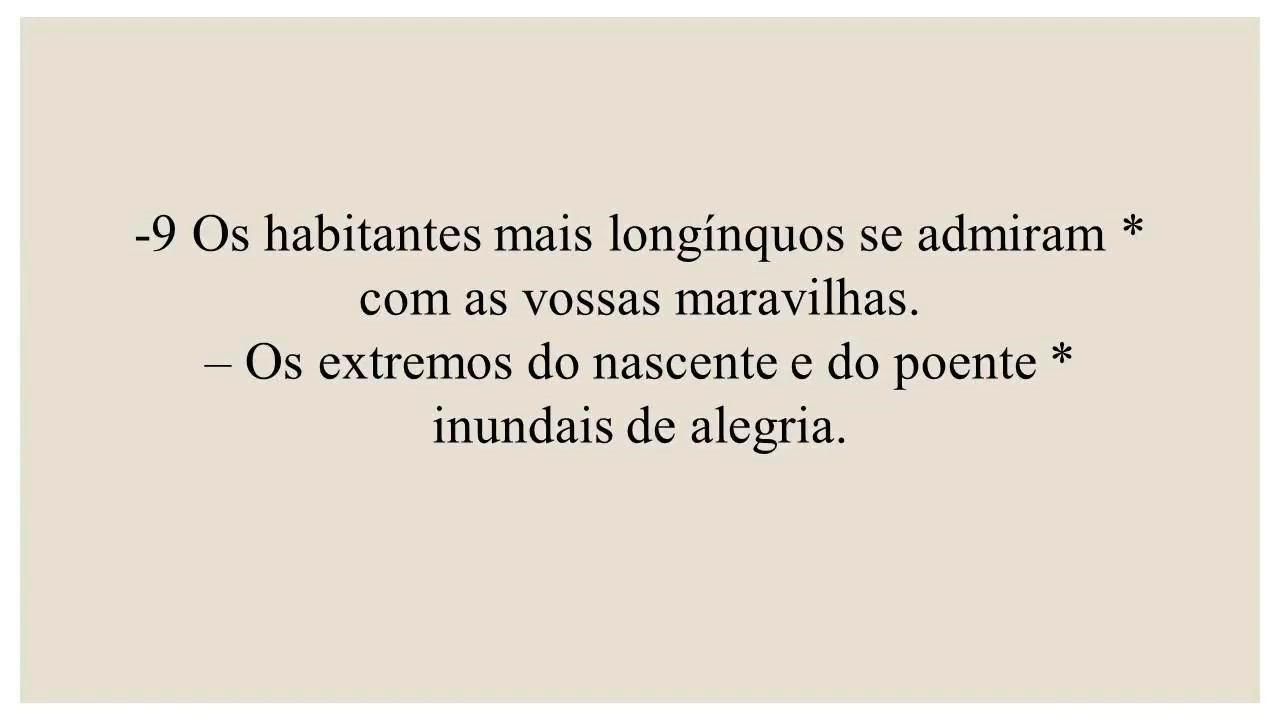 -9 Os habitantes mais longínquos se admiram *
com as vossas maravilhas.
– Os extremos do nascente e do poente *
inundais de alegria.